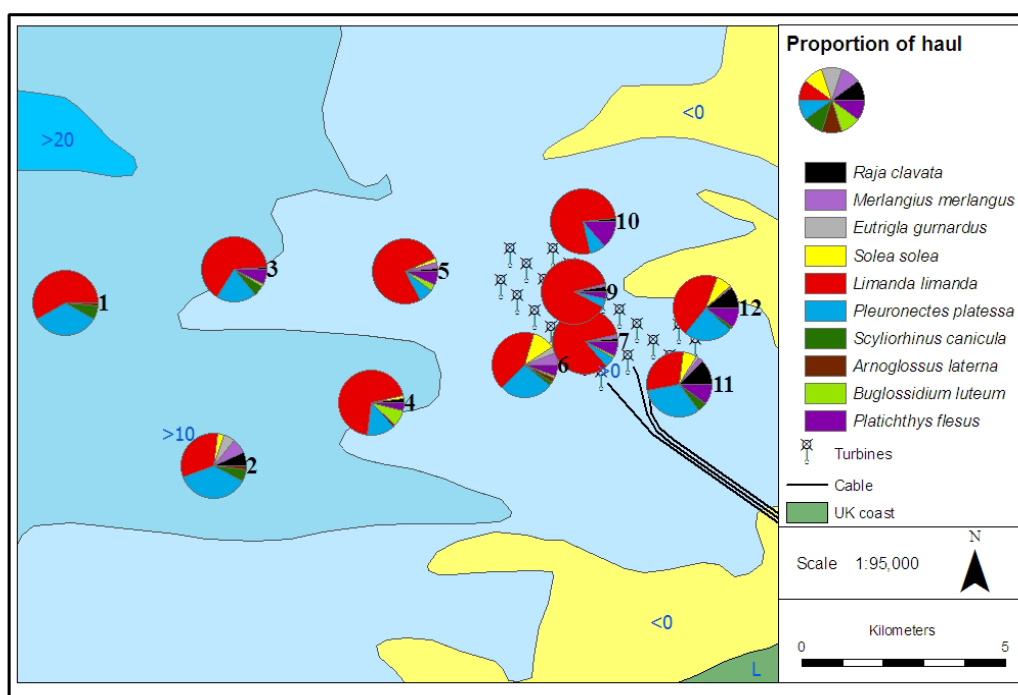 <0
>20
10
3
5
1
9
12
7
6
>0
11
4
>10
2
<0
L
Proportion of haul
Raja clavata
Merlangius merlangus
Eutrigla gurnardus
Solea solea
Limanda limanda
Pleuronectes platessa
Scyliorhinus canicula
Arnoglossus laterna
Buglossidium luteum
Platichthys flesus
Turbines
Cable
UK coast
N
Scale 1:95,000
Kilometers
0 5